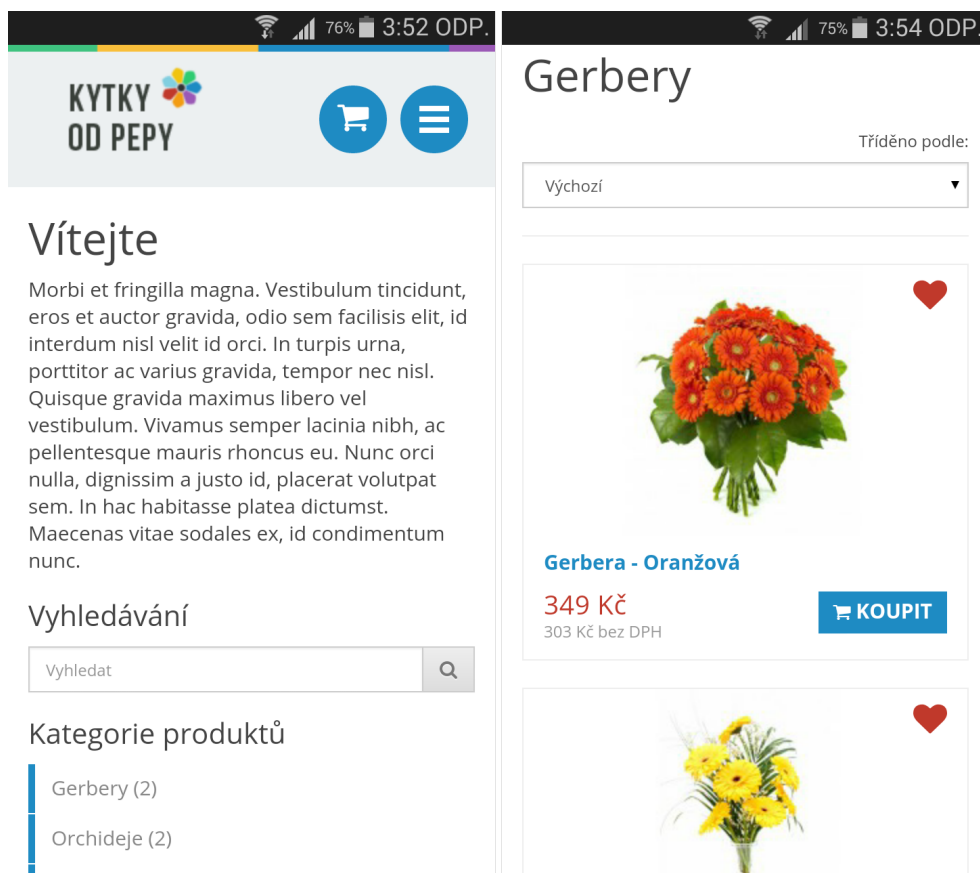 76% 3:52 ODP.
KYTKY
OD PEPY
Vítejte
Morbi et fringilla magna. Vestibulum tincidunt,
eros et auctor gravida, odio sem facilisis elit, id
interdum nisl velit id orci. In turpis urna,
porttitor ac varius gravida, tempor nec nisl.
Quisque gravida maximus libero vel
vestibulum. Vivamus semper lacinia nibh, ac
pellentesque mauris rhoncus eu. Nunc orci
nulla, dignissim a justo id, placerat volutpat
sem. In hac habitasse platea dictumst.
Maecenas vitae sodales ex, id condimentum
nunc.
Vyhledávání
Vyhledat
Kategorie produktů
Gerbery (2)
Orchideje (2)
75% 3:54 ODP.
Gerbery
Tříděno podle:
Výchozí
Gerbera - Oranžová
349 Kč
303 Kč bez DPH
KOUPIT